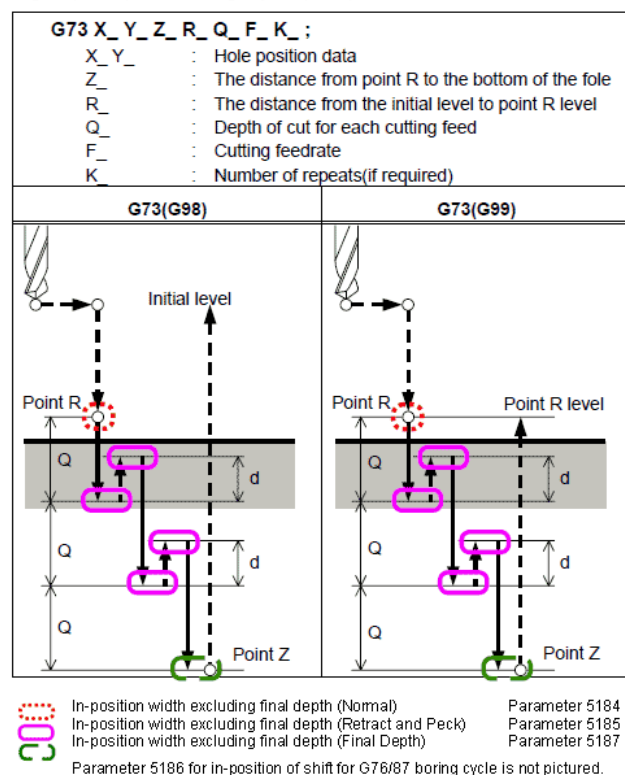 G73 X_ Y_ Z_ R_ Q_ F_ K_ ;
X_ Y_ : Hole position data
Z_ : The distance from point R to the bottom of the fole
R_ : The distance from the initial level to point R level
Q_ : Depth of cut for each cutting feed
F_ : Cutting feedrate
K_ : Number of repeats(if required)
G73(G98)
G73(G99)
Initial level
Point R
Q
d
Q
d
Q
Point Z
Point R
Point R level
Q
d
Q
d
Q
Point Z
In-position width excluding final depth (Normal) Parameter 5184
In-position width excluding final depth (Retract and Peck) Parameter 5185
In-position width excluding final depth (Final Depth) Parameter 5187
Parameter 5186 for in-position of shift for G76/87 boring cycle is not pictured.